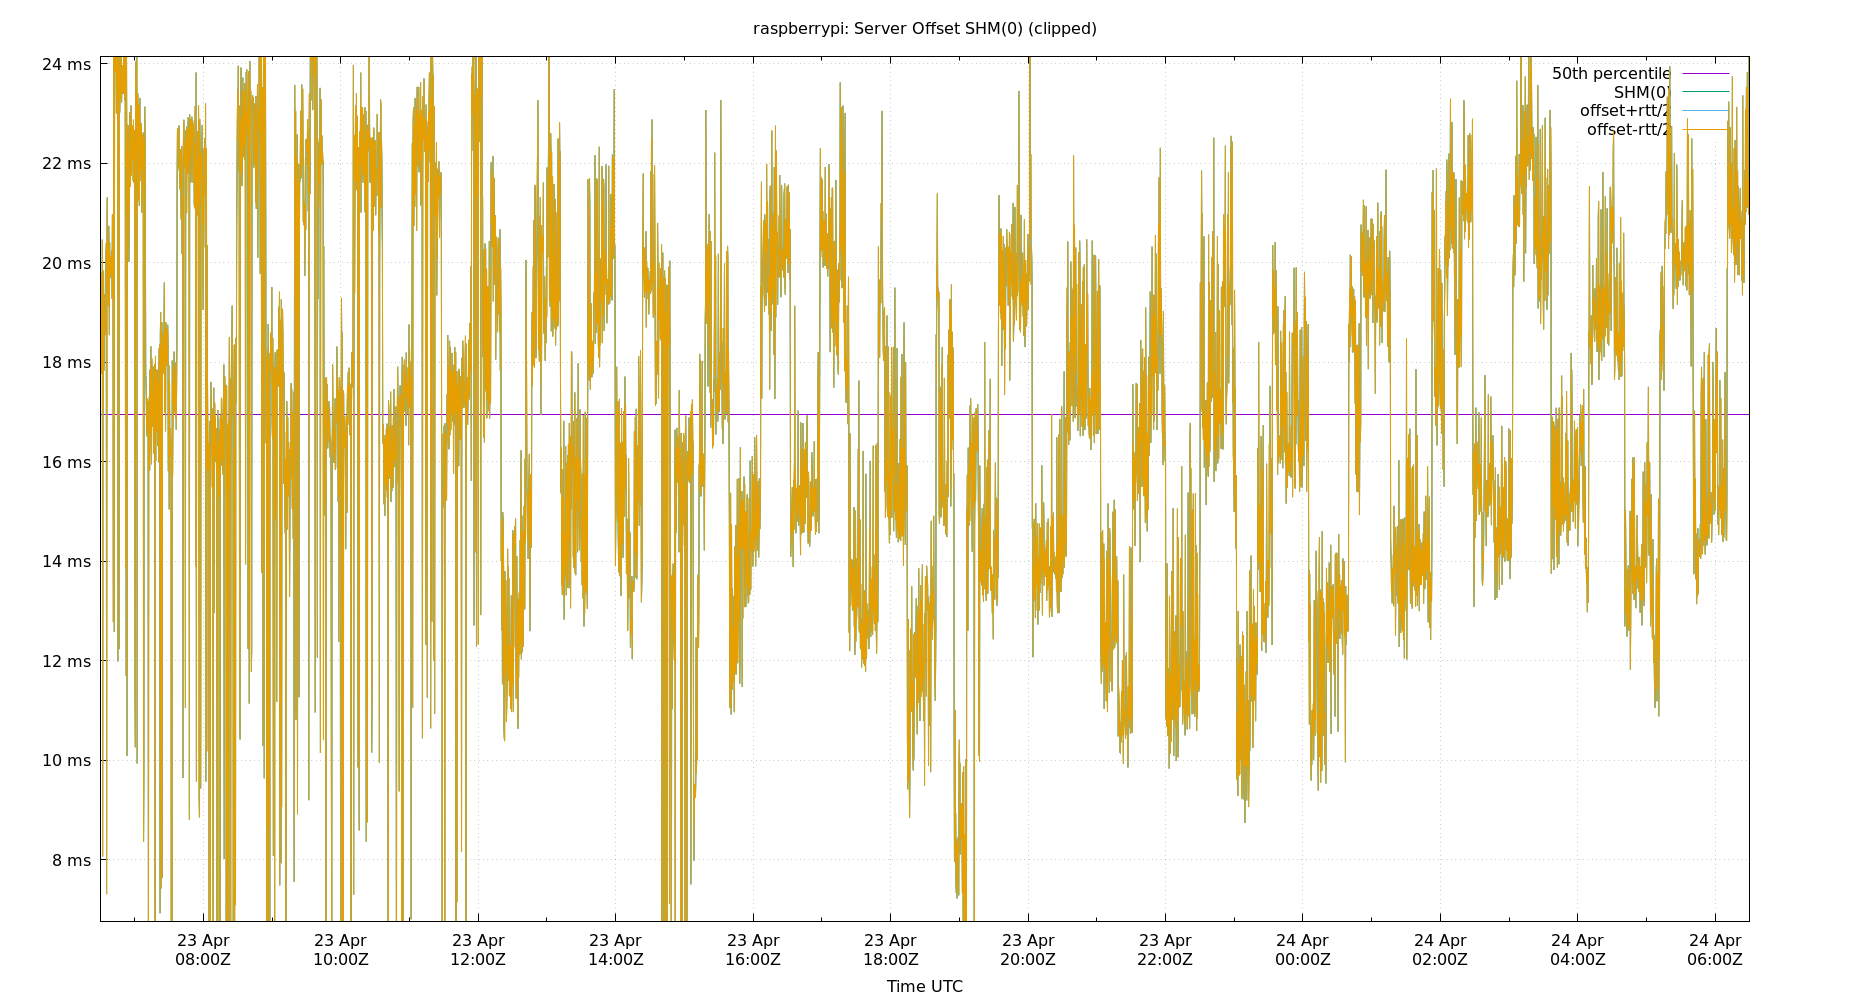 raspberrypi: Server Offset SHM(0) (clipped)
24 ms
22 ms
20 ms
18 ms
16 ms
14 ms
12 ms
10 ms
8 ms
50th percentile
SHM(0)
offset+rtt/2
offset-rtt/2
23 Apr 23 Apr 23 Apr 23 Apr 23 Apr 23 Apr 23 Apr 23 Apr 24 Apr 24 Apr 24 Apr 24 Apr
08:00Z 10:00Z 12:00Z 14:00Z 16:00Z 18:00Z 20:00Z 22:00Z 00:00Z 02:00Z 04:00Z 06:00Z
Time UTC